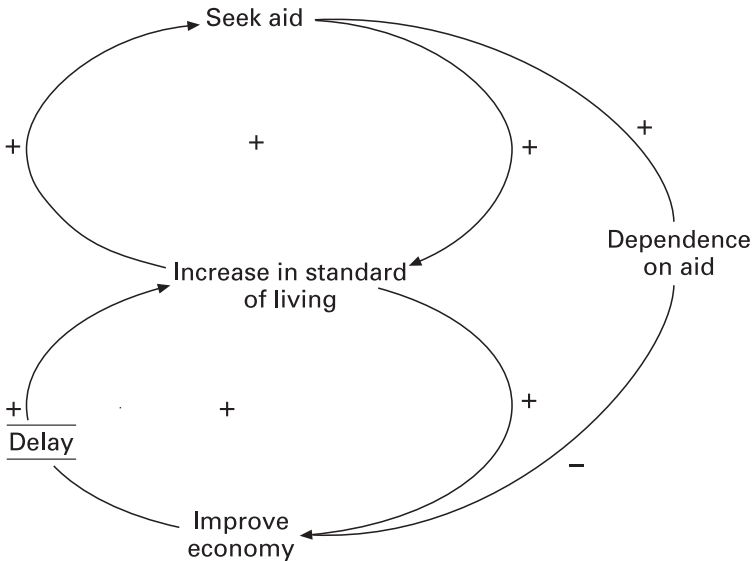 Seek aid
+
+
+
+
Dependence
on aid
Increase in standard
of living
+
+
+
Delay
–
Improve
economy